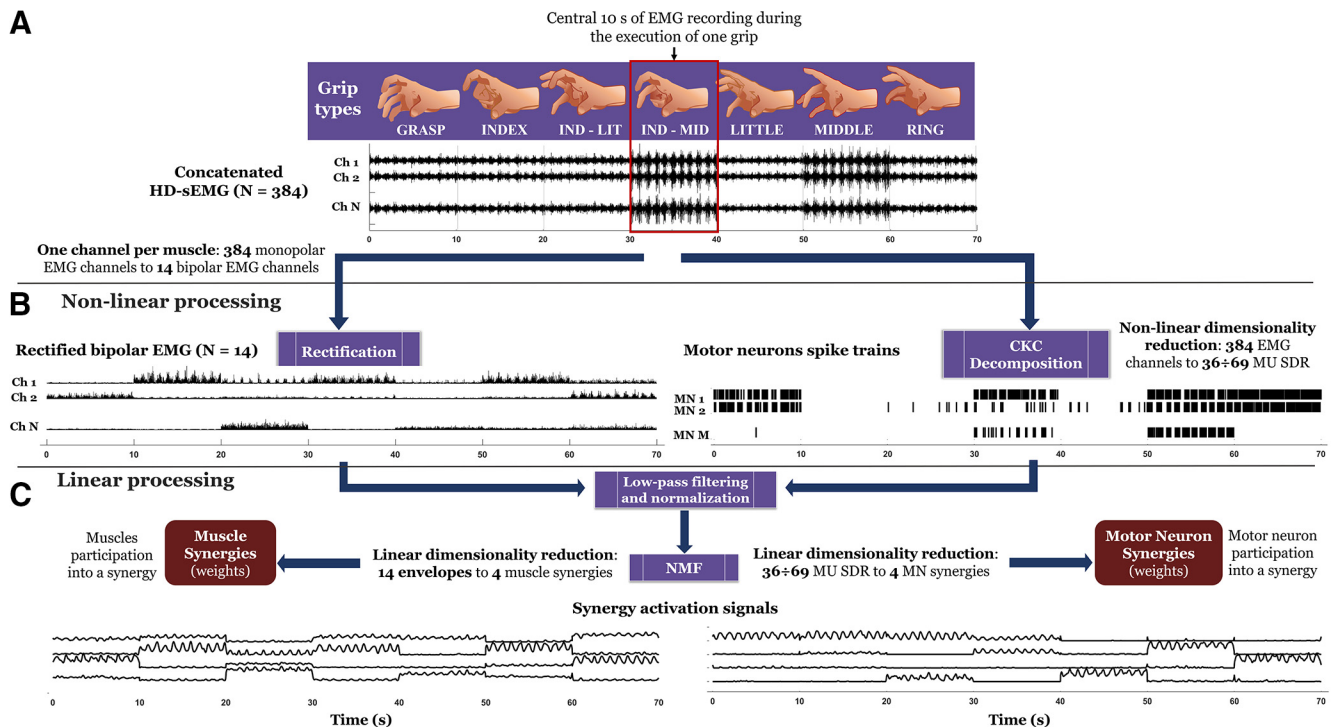 A
Central 10 s of EMG recording during
the execution of one grip
Grip
types
GRASP
INDEX
IND - LIT
IND - MID
LITTLE
MIDDLE
RING
Concatenated
HD-sEMG (N = 384)
Ch 1
Ch 2
Ch N
0 10 20 30 40 50 60 70
One channel per muscle: 384 monopolar
EMG channels to 14 bipolar EMG channels
B
Non-linear processing
Rectified bipolar EMG (N = 14)
Rectification
Ch 1
Ch 2
Ch N
0 10 20 30 40 50 60 70
Motor neurons spike trains
CKC
Decomposition
Non-linear dimensionality
reduction: 384 EMG
channels to 36÷69 MU SDR
MN 1
MN 2
MN M
0 10 20 30 40 50 60 70
C
Linear processing
Low-pass filtering
and normalization
Muscles
participation
into a synergy
Muscle
Synergies
(weights)
Linear dimensionality reduction:
14 envelopes to 4 muscle synergies
NMF
Linear dimensionality reduction:
36÷69 MU SDR to 4 MN synergies
Motor Neuron
Synergies
(weights)
Motor neuron
participation
into a synergy
Synergy activation signals
0 10 20 30 40 50 60 70
Time (s)
0 10 20 30 40 50 60 70
Time (s)